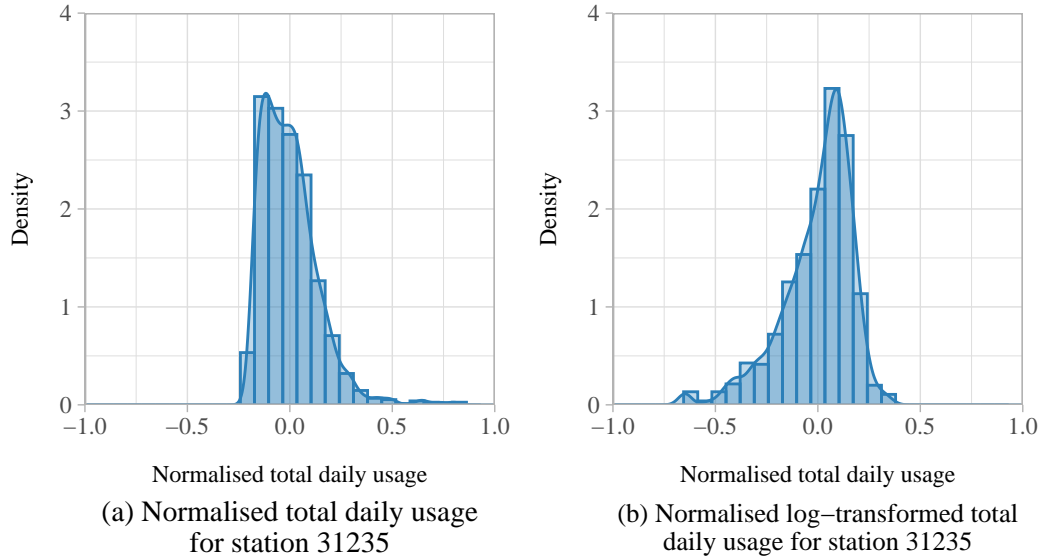 4
3
2
1
0
Density
−1.0 −0.5 0.0 0.5 1.0
Normalised total daily usage
(a) Normalised total daily usage
for station 31235
4
3
2
1
0
Density
−1.0 −0.5 0.0 0.5 1.0
Normalised total daily usage
(b) Normalised log−transformed total
daily usage for station 31235